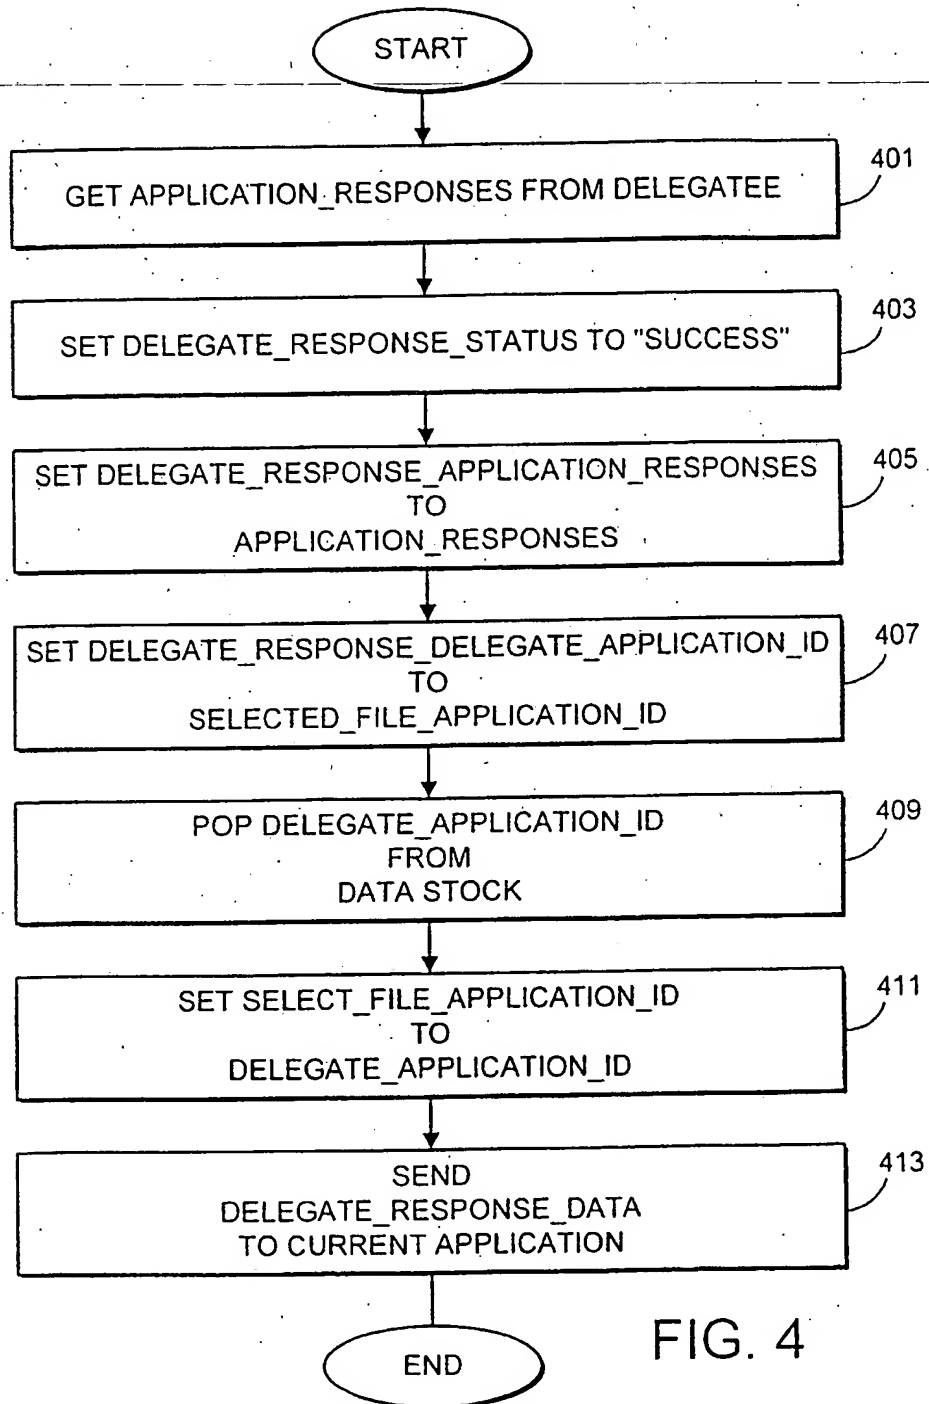 START
GET APPLICATION_RESPONSES FROM DELEGATEE
401
SET DELEGATE_RESPONSE_STATUS TO "SUCCESS"
403
SET DELEGATE_RESPONSE_APPLICATION_RESPONSES
TO
APPLICATION_RESPONSES
405
SET DELEGATE_RESPONSE_DELEGATE_APPLICATION_ID
TO
SELECTED_FILE_APPLICATION_ID
407
POP DELEGATE_APPLICATION_ID
FROM
DATA STOCK
409
SET SELECT_FILE_APPLICATION_ID
TO
DELEGATE_APPLICATION_ID
411
SEND
DELEGATE_RESPONSE_DATA
TO CURRENT APPLICATION
413
END
FIG. 4